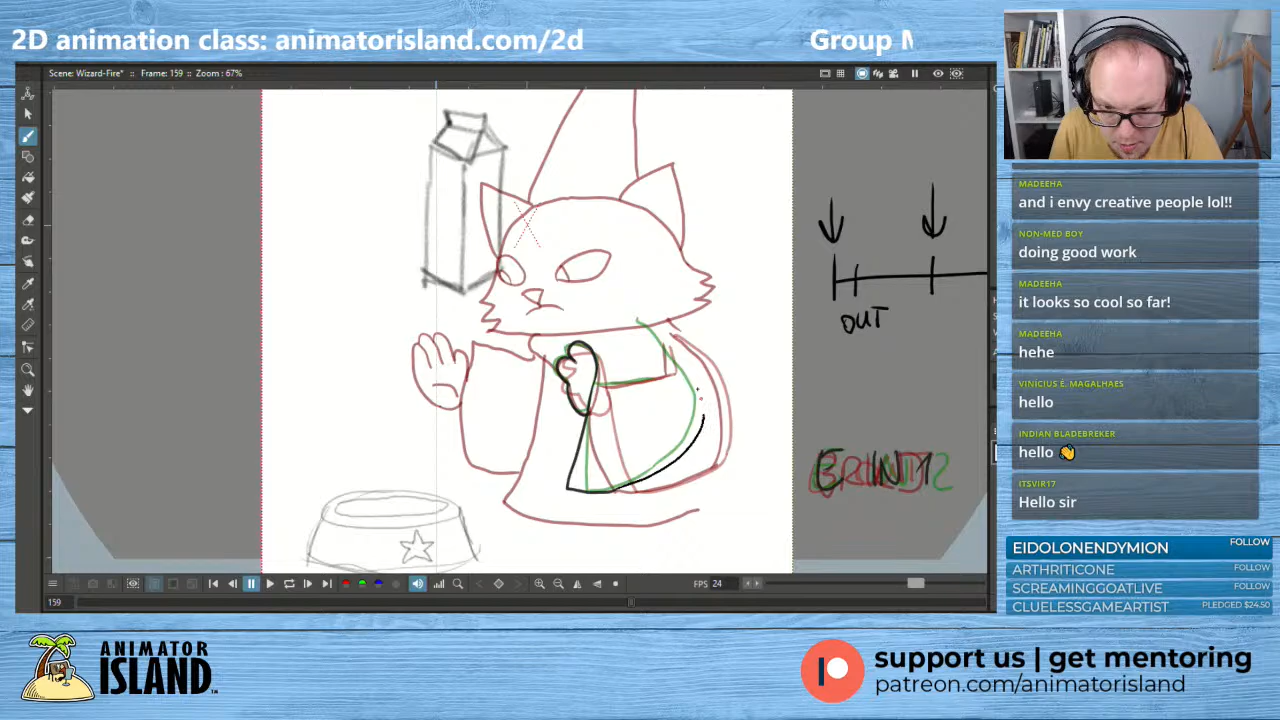 2D animation class: animatorisland.com/2d
Group M
Scene: Wizard-Fire* :: Frame: 159 :: Zoom : 67%
OUT
MADEEHA
and i envy creative people lol!!
NON-MED BOY
doing good work
MADEEHA
it looks so cool so far!
MADEEHA
hehe
VINÍCIUS É. MAGALHAES
hello
INDIAN BLADEBREKER
hello 👏
ITSVIR17
Hello sir
EIDOLONENDYMION FOLLOW
ARTHRITICONE FOLLOW
SCREAMINGGOATLIVE FOLLOW
CLUELESSGAMEARTIST PLEDGED $24.50
FPS 24
159
ANIMATOR
ISLAND™
support us | get mentoring
patreon.com/animatorisland